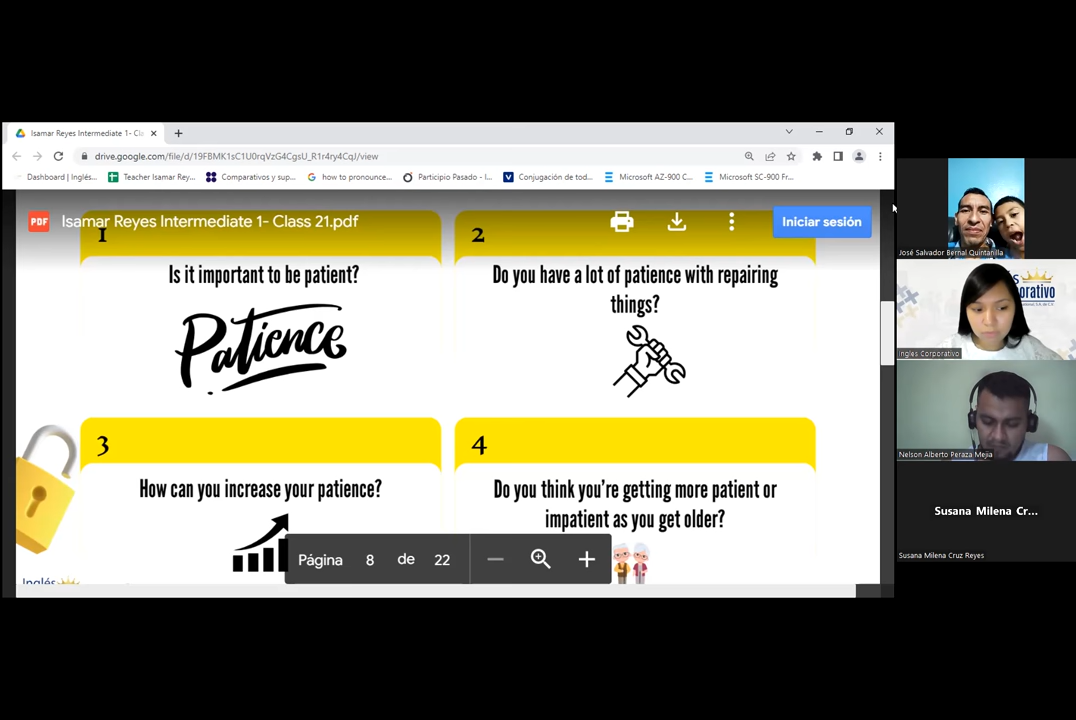 Isamar Reyes Intermediate 1- Cla
drive.google.com/file/d/19FBMK1sC1U0rqVzG4CgsU_R1r4ry4CqJ/view
Dashboard | Inglés... Teacher Isamar Rey... Comparativos y sup... how to pronounce... Participio Pasado - I... Conjugación de tod... Microsoft AZ-900 C... Microsoft SC-900 Fr...
PDF Isamar Reyes Intermediate 1- Class 21.pdf Iniciar sesión
1
Is it important to be patient?
Patience
2
Do you have a lot of patience with repairing
things?
3
How can you increase your patience?
4
Do you think you're getting more patient or
impatient as you get older?
Inglés
Página 8 de 22
José Salvador Bernal Quintanilla
Ingles Corporativo
Nelson Alberto Peraza Mejia
Susana Milena Cr...
Susana Milena Cruz Reyes